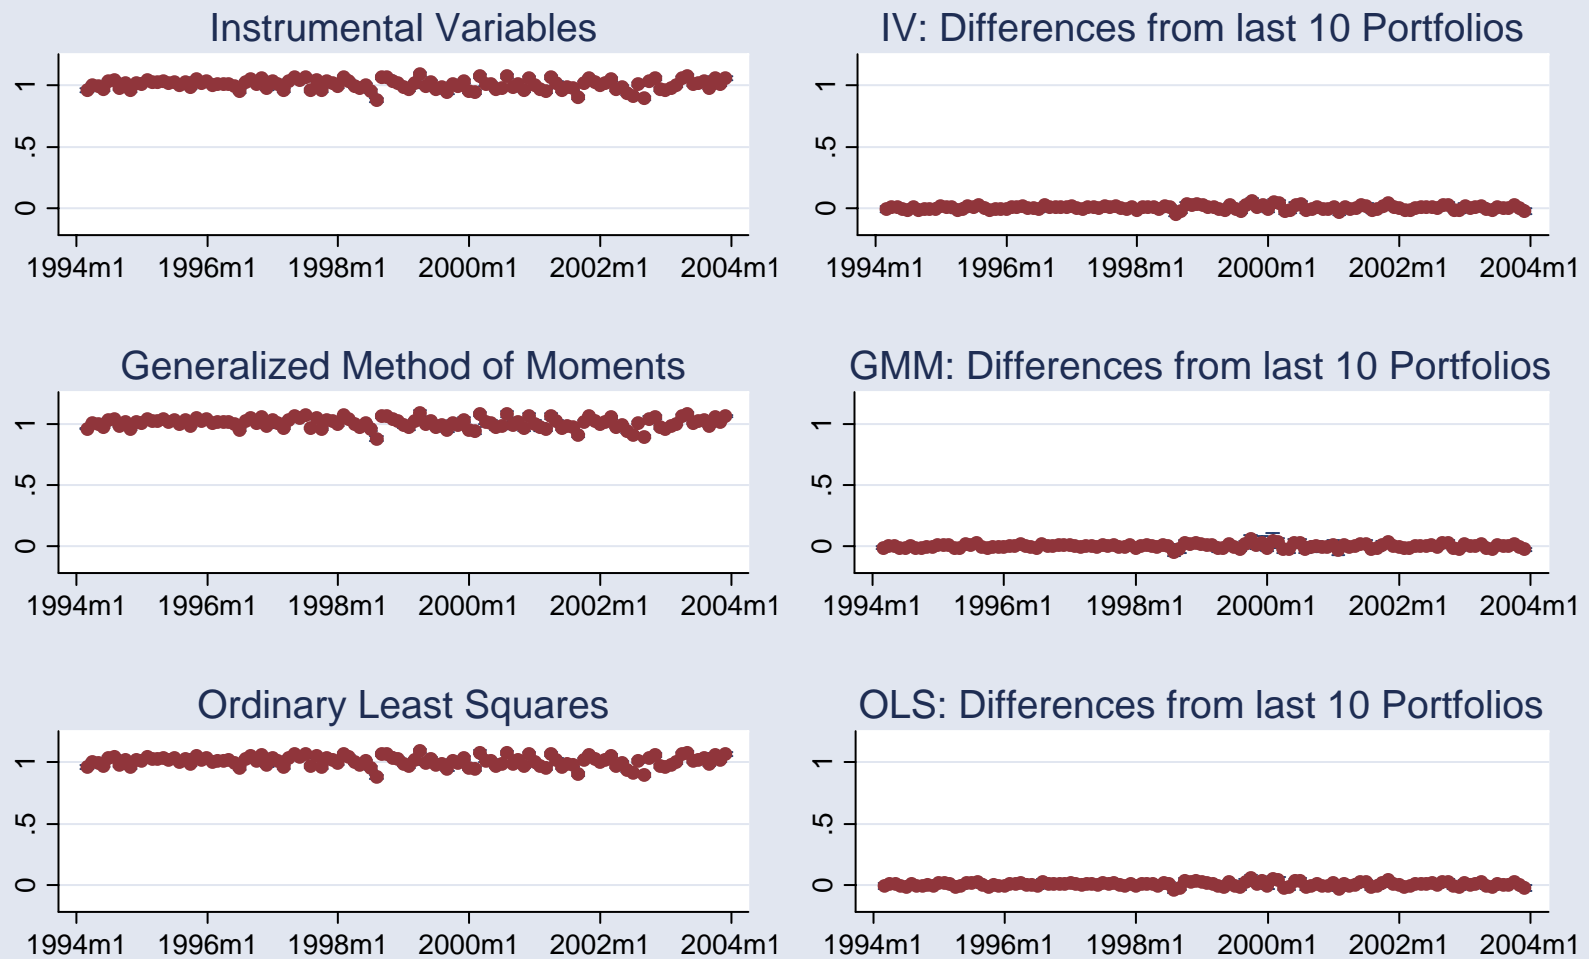 Instrumental Variables
1
.5
0
1994m1 1996m1 1998m1 2000m1 2002m1 2004m1
IV: Differences from last 10 Portfolios
1
.5
0
1994m1 1996m1 1998m1 2000m1 2002m1 2004m1
Generalized Method of Moments
1
.5
0
1994m1 1996m1 1998m1 2000m1 2002m1 2004m1
GMM: Differences from last 10 Portfolios
1
.5
0
1994m1 1996m1 1998m1 2000m1 2002m1 2004m1
Ordinary Least Squares
1
.5
0
1994m1 1996m1 1998m1 2000m1 2002m1 2004m1
OLS: Differences from last 10 Portfolios
1
.5
0
1994m1 1996m1 1998m1 2000m1 2002m1 2004m1